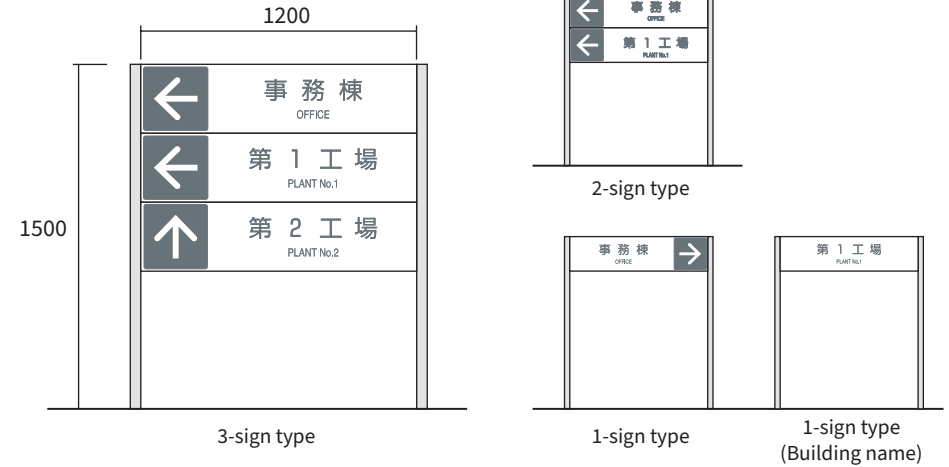 1200
1500
事務棟
OFFICE
第1工場
PLANT No.1
第2工場
PLANT No.2
3-sign type
事務棟
OFFICE
第1工場
PLANT No.1
2-sign type
事務棟
OFFICE
1-sign type
第1工場
PLANT No.1
1-sign type
(Building name)